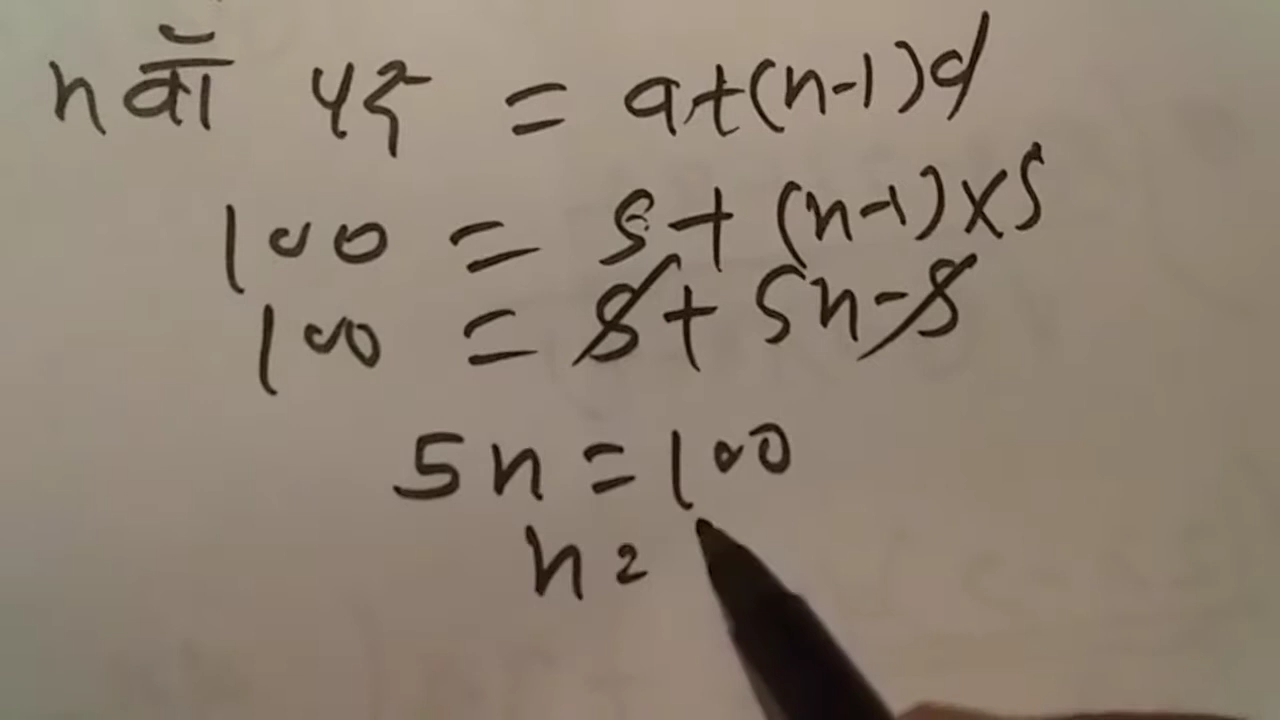 nवाँ पद = a+(n-1)d
100 = 5+ (n-1)×5
100 = 5+ 5n-5
5n = 100
n =